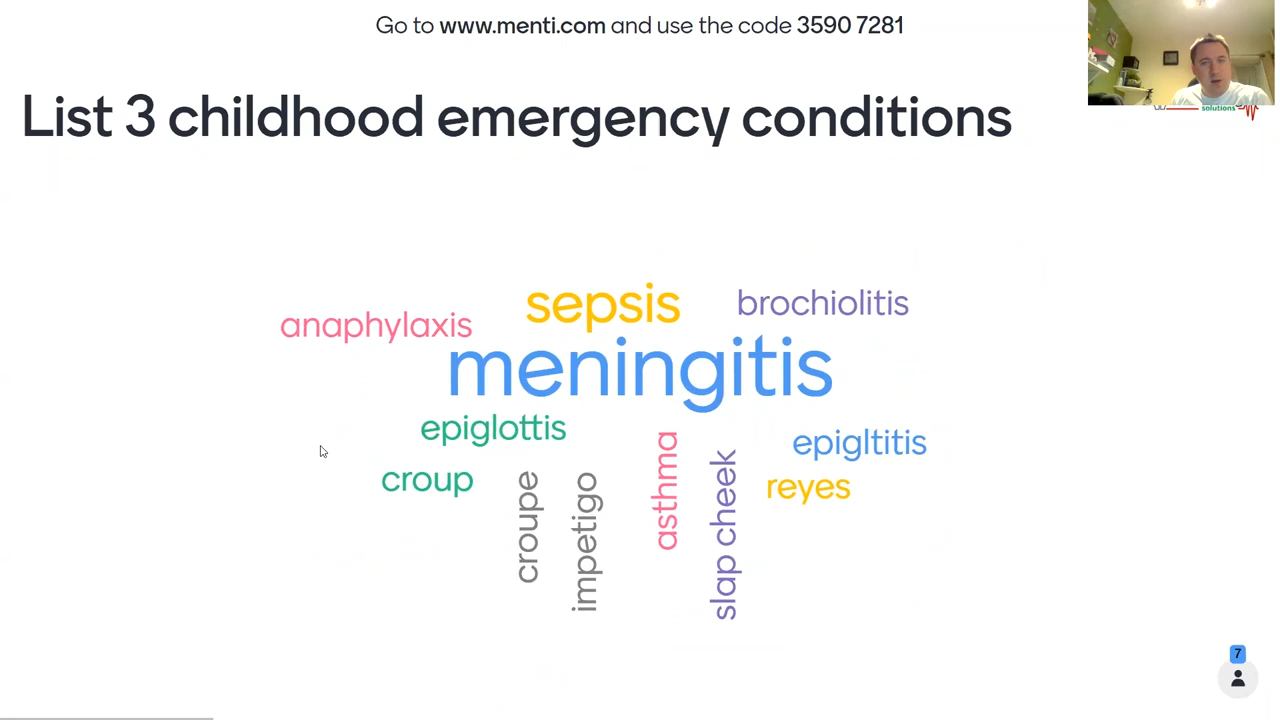 Go to www.menti.com and use the code 3590 7281
List 3 childhood emergency conditions
solutions
sepsis
brochiolitis
anaphylaxis
meningitis
epiglottis
epigltitis
croup
croupe
impetigo
asthma
slap cheek
reyes
7